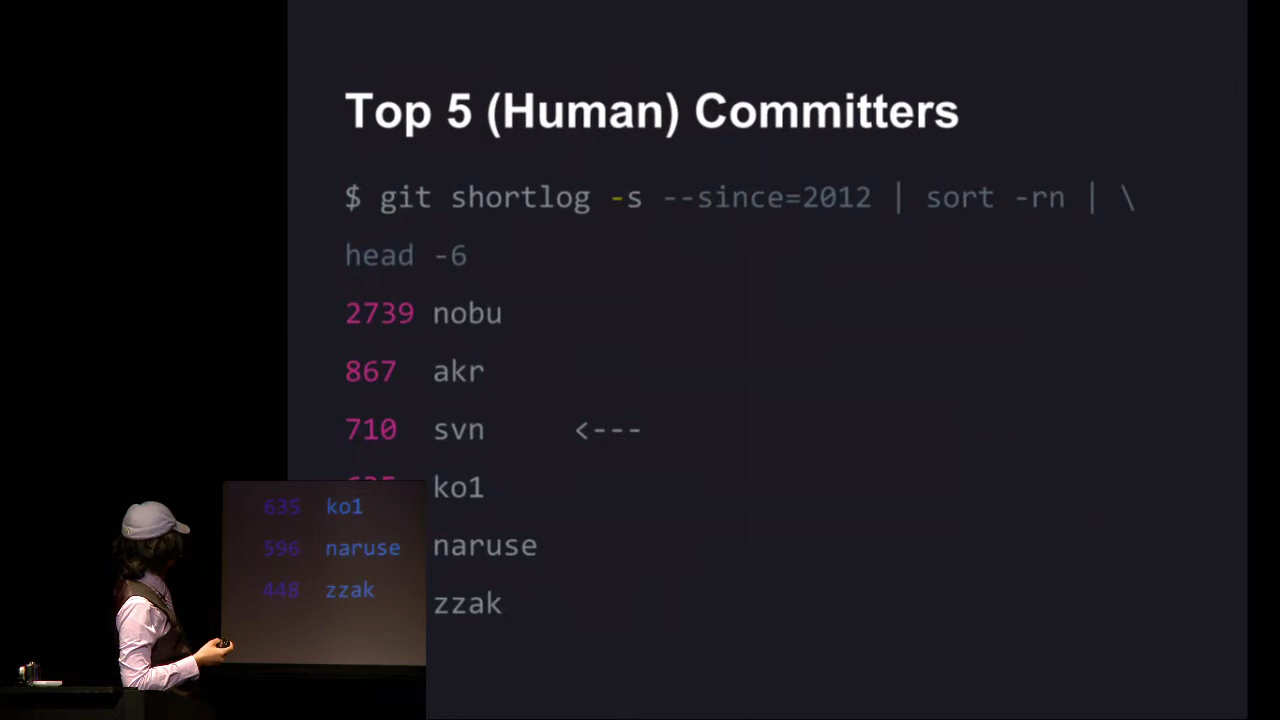 Top 5 (Human) Committers
$ git shortlog -s --since=2012 | sort -rn | \
head -6
2739 nobu
867 akr
710 svn <---
635 ko1
naruse
zzak
635 ko1
596 naruse
448 zzak